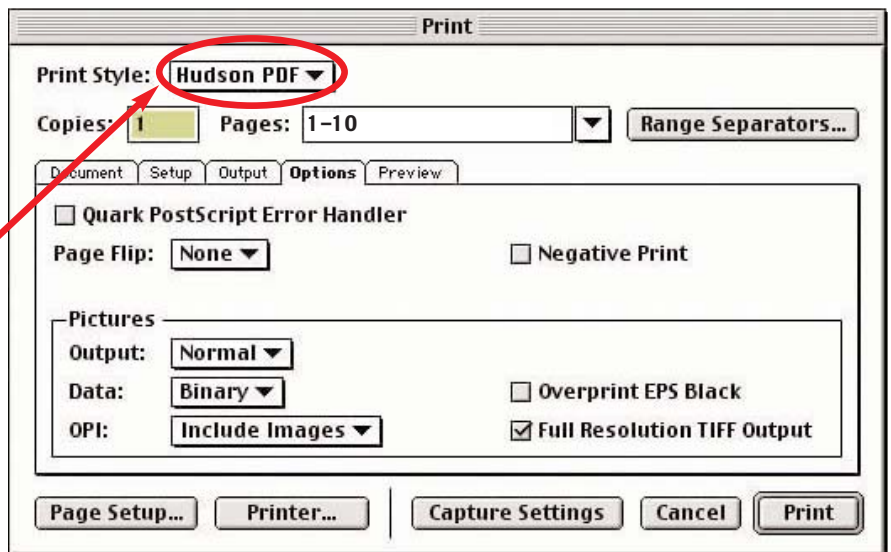 Print
Print Style: Hudson PDF
Copies: 1 Pages: 1-10 Range Separators...
Document Setup Output Options Preview
Quark PostScript Error Handler
Page Flip: None Negative Print
Pictures
Output: Normal
Data: Binary Overprint EPS Black
OPI: Include Images Full Resolution TIFF Output
Page Setup... Printer... Capture Settings Cancel Print